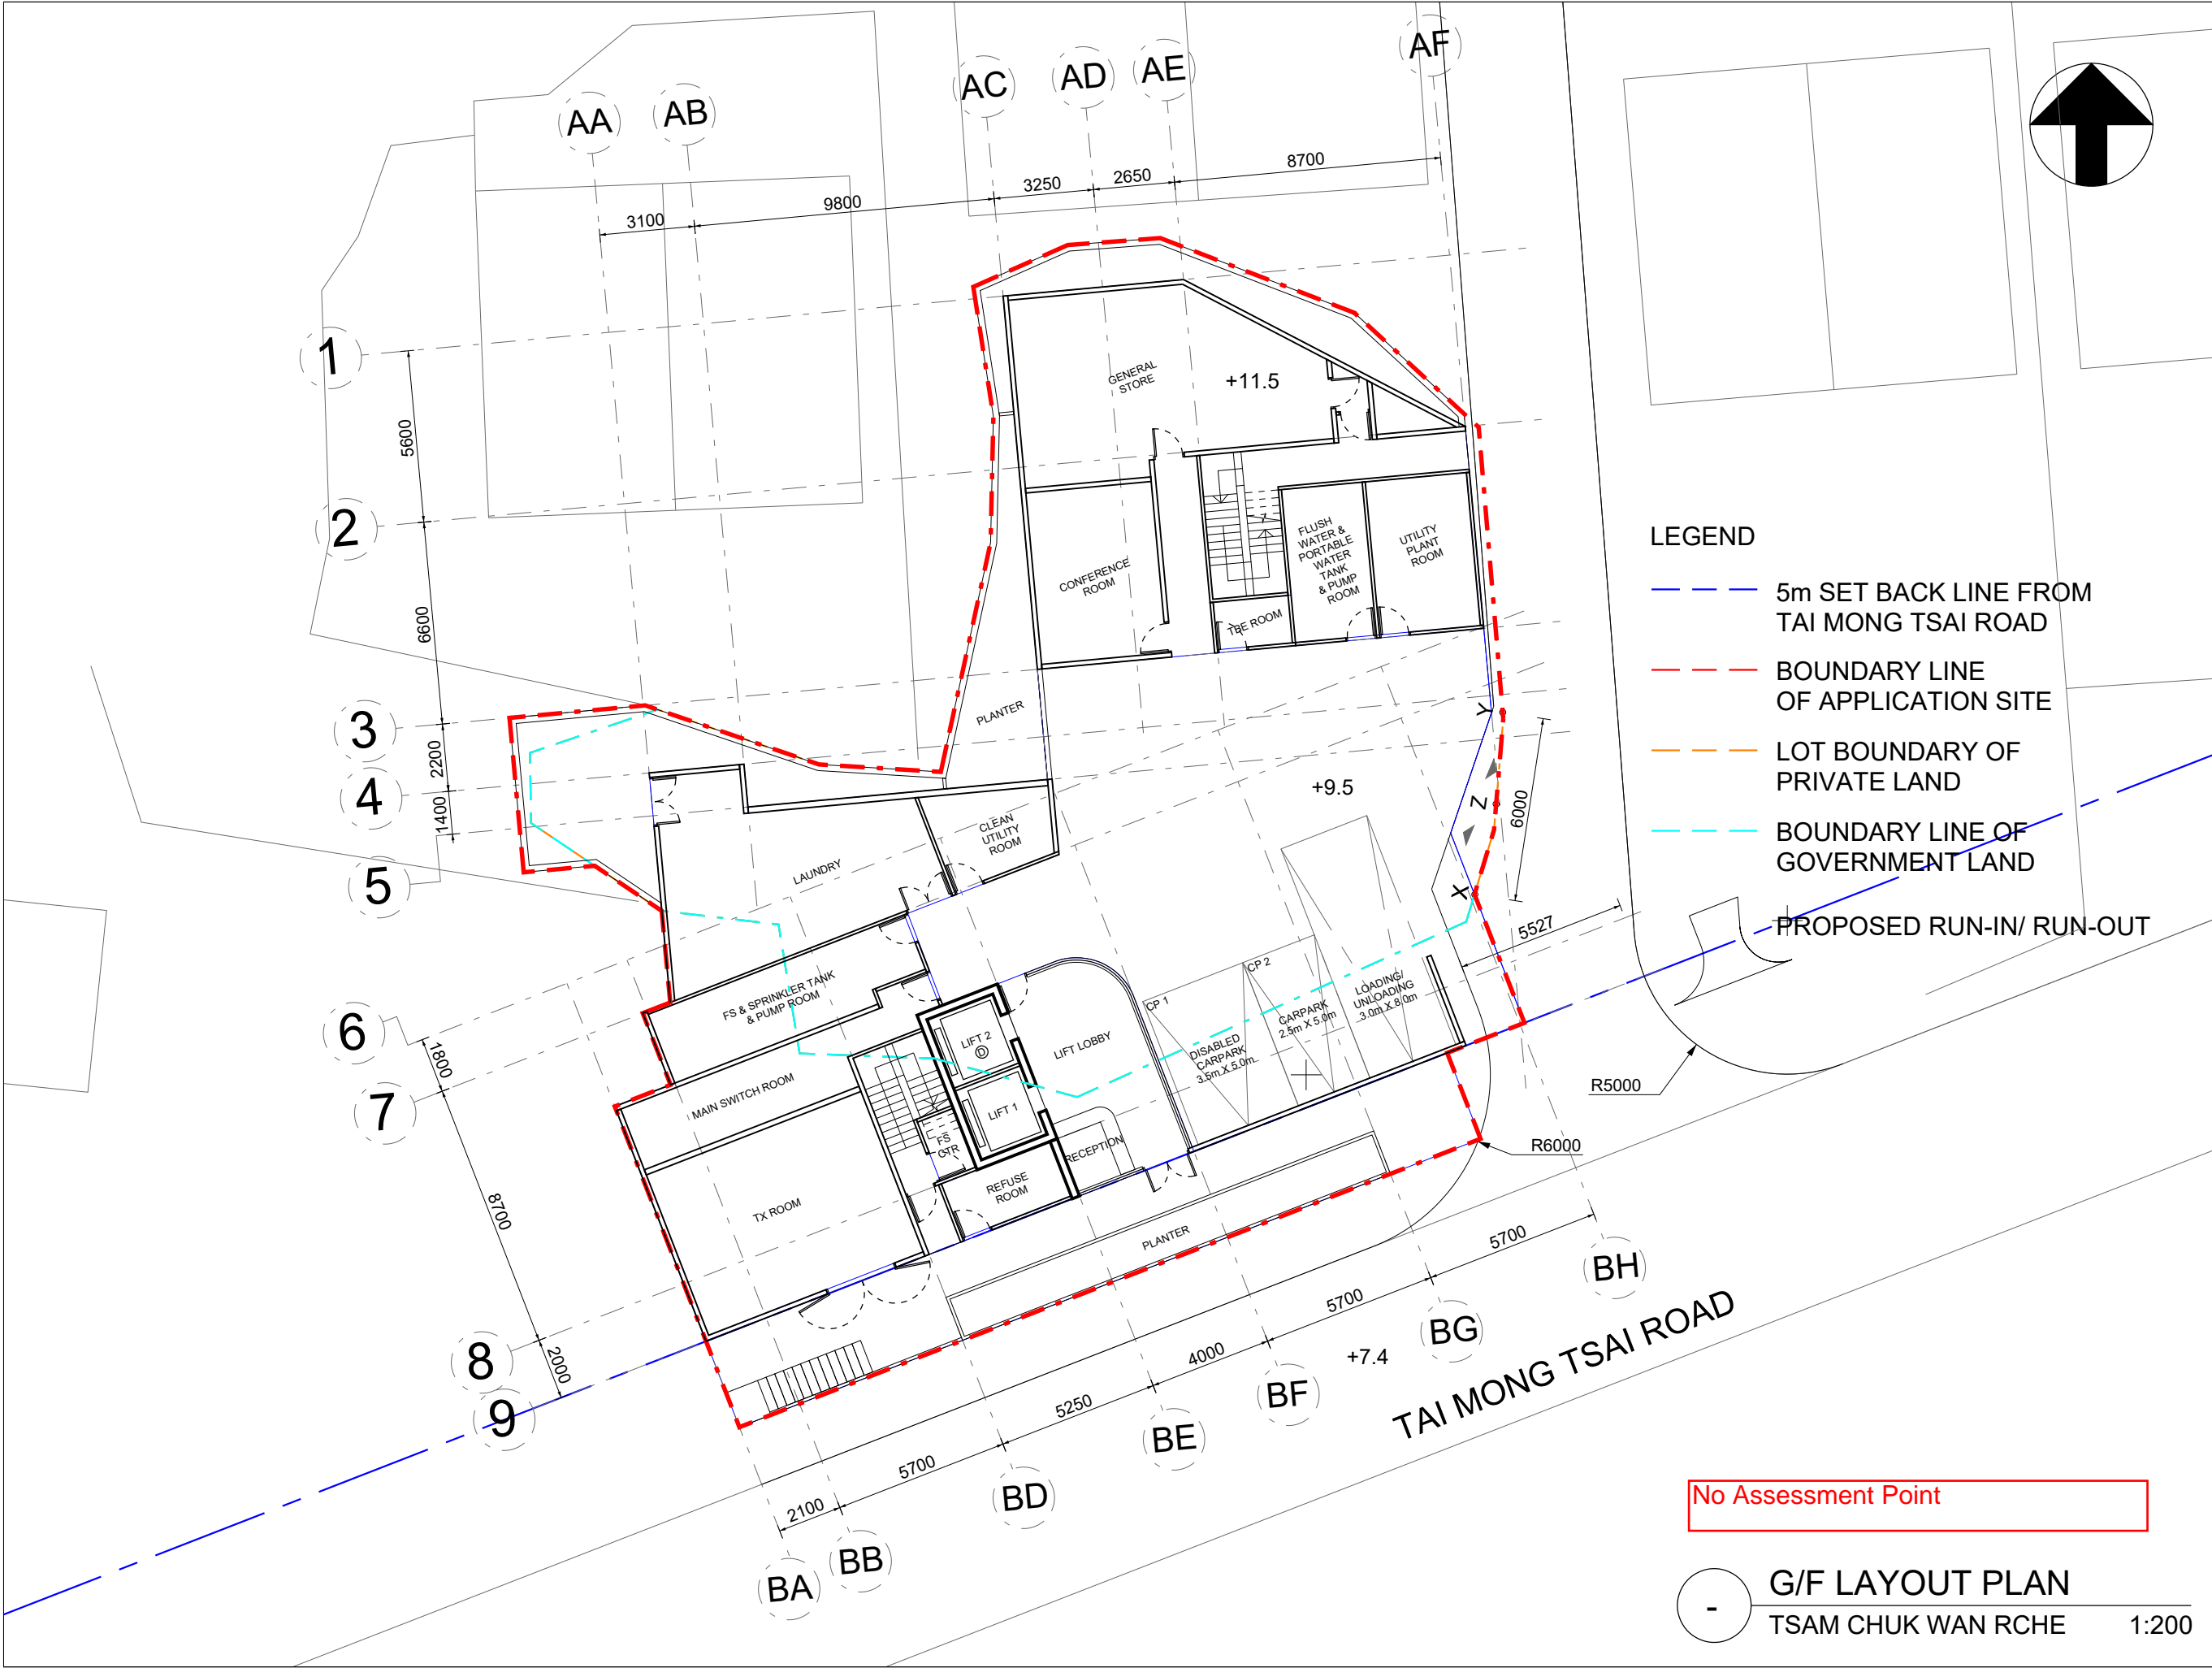 AA
AB
AC
AD
AE
AF
3100
9800
3250
2650
8700
1
2
3
4
5
6
7
8
9
5600
6600
2200
1400
1800
8700
2000
GENERAL
STORE
+11.5
CONFERENCE
ROOM
FLUSH
WATER &
PORTABLE
WATER
TANK
& PUMP
ROOM
UTILITY
PLANT
ROOM
TBE ROOM
PLANTER
+9.5
Y
Z
X
6000
5527
CLEAN
UTILITY
ROOM
LAUNDRY
FS & SPRINKLER TANK
& PUMP ROOM
MAIN SWITCH ROOM
TX ROOM
LIFT 2
D
LIFT 1
LIFT LOBBY
FS
CTR
REFUSE
ROOM
RECEPTION
CP 1
CP 2
DISABLED
CARPARK
3.5m X 5.0m
CARPARK
2.5m X 5.0m
LOADING/
UNLOADING
3.0m X 8.0m
PLANTER
R5000
R6000
2100
5700
5250
4000
5700
5700
BA
BB
BD
BE
BF
BG
BH
+7.4
TAI MONG TSAI ROAD
LEGEND
5m SET BACK LINE FROM
TAI MONG TSAI ROAD
BOUNDARY LINE
OF APPLICATION SITE
LOT BOUNDARY OF
PRIVATE LAND
BOUNDARY LINE OF
GOVERNMENT LAND
PROPOSED RUN-IN/ RUN-OUT
No Assessment Point
-
G/F LAYOUT PLAN
TSAM CHUK WAN RCHE 1:200